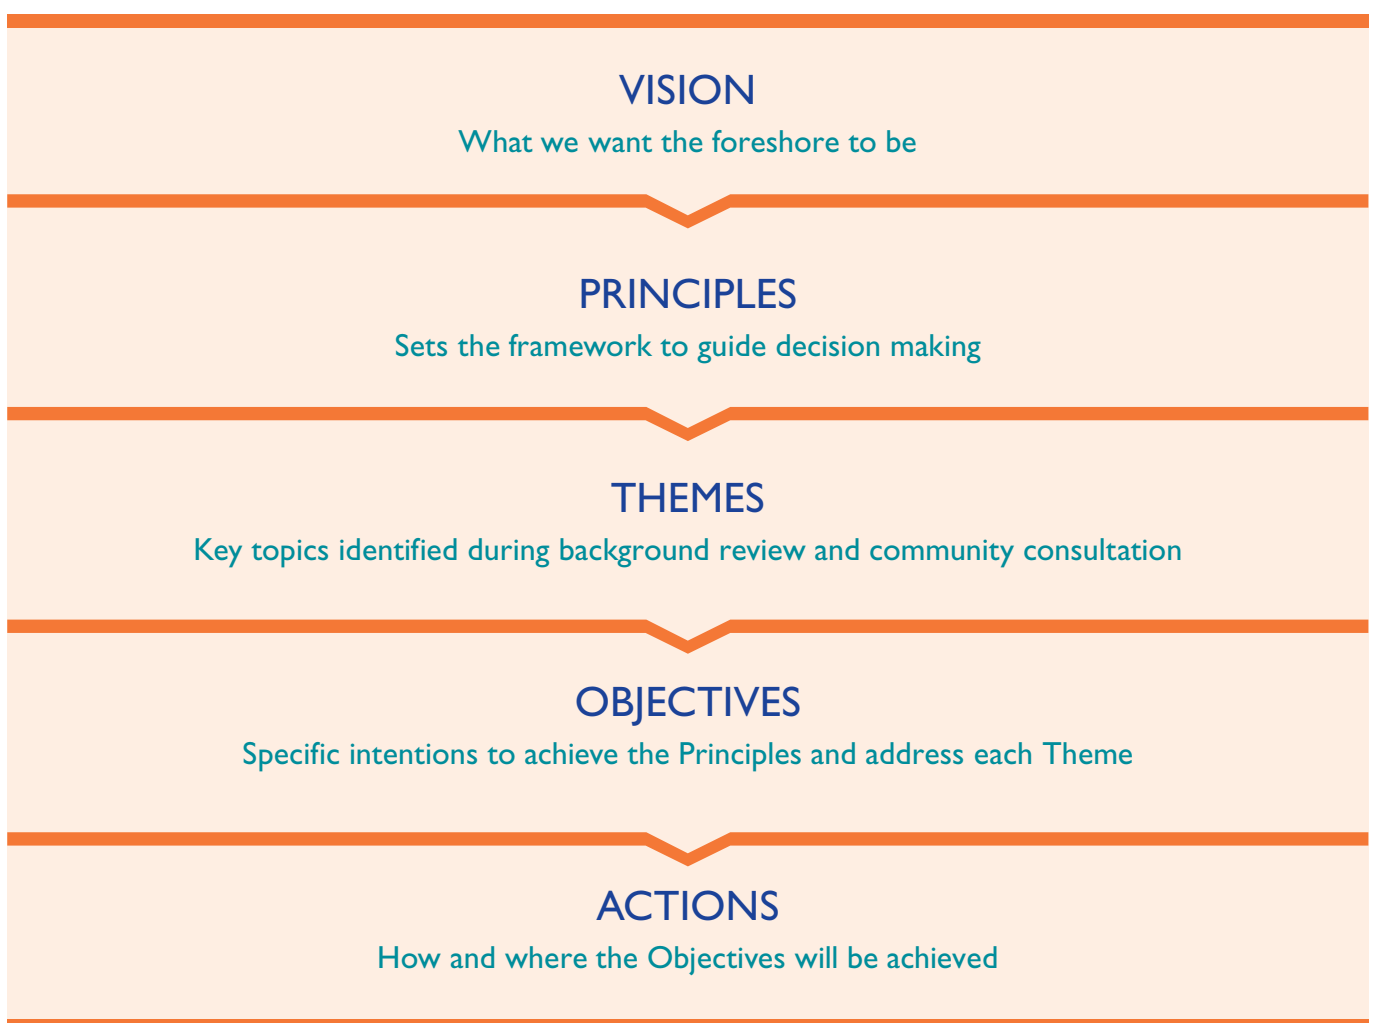 VISION
What we want the foreshore to be
PRINCIPLES
Sets the framework to guide decision making
THEMES
Key topics identified during background review and community consultation
OBJECTIVES
Specific intentions to achieve the Principles and address each Theme
ACTIONS
How and where the Objectives will be achieved